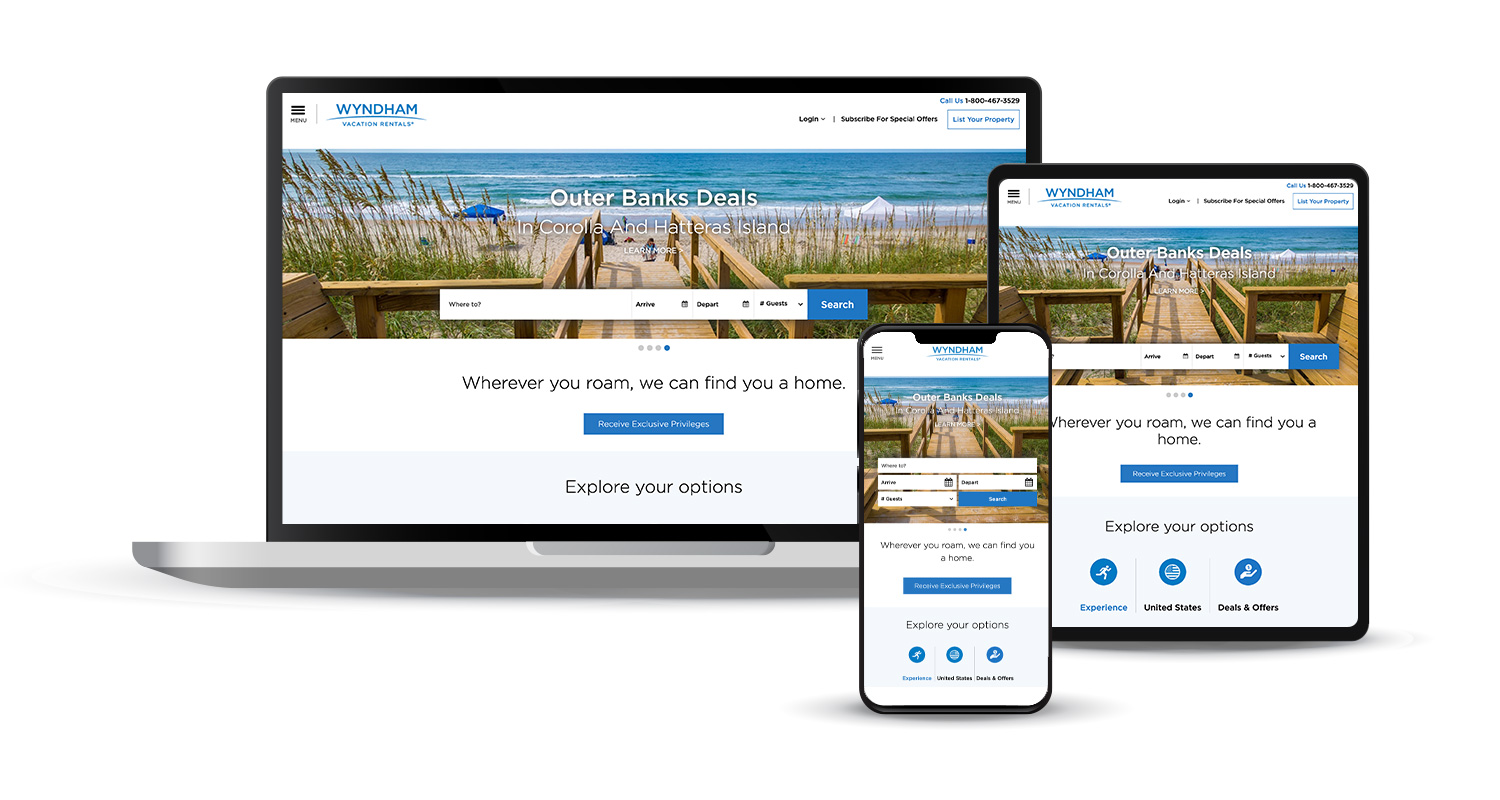 MENU
WYNDHAM
VACATION RENTALS®
Call Us 1-800-467-3529
Login | Subscribe For Special Offers
List Your Property
Outer Banks Deals
In Corolla And Hatteras Island
LEARN MORE >
Where to?
Arrive
Depart
# Guests
Search
Wherever you roam, we can find you a home.
Receive Exclusive Privileges
Explore your options
MENU
WYNDHAM
VACATION RENTALS®
Call Us 1-800-467-3529
Login | Subscribe For Special Offers
List Your Property
Outer Banks Deals
In Corolla And Hatteras Island
LEARN MORE >
?
Arrive
Depart
# Guests
Search
Wherever you roam, we can find you a
home.
Receive Exclusive Privileges
Explore your options
Experience
United States
Deals & Offers
MENU
WYNDHAM
VACATION RENTALS®
Outer Banks Deals
In Corolla And Hatteras Island
LEARN MORE >
Where to?
Arrive
Depart
# Guests
Search
Wherever you roam, we can find you
a home.
Receive Exclusive Privileges
Explore your options
Experience
United States
Deals & Offers